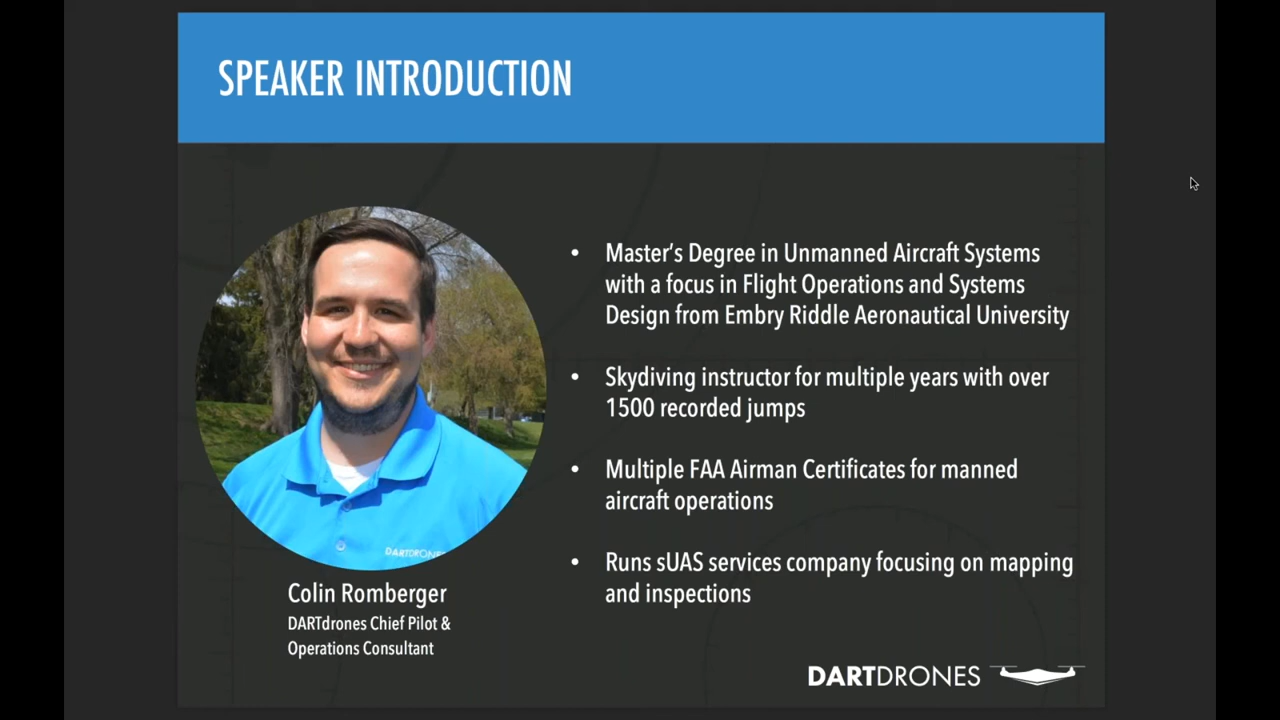 SPEAKER INTRODUCTION
• Master's Degree in Unmanned Aircraft Systems
with a focus in Flight Operations and Systems
Design from Embry Riddle Aeronautical University
• Skydiving instructor for multiple years with over
1500 recorded jumps
• Multiple FAA Airman Certificates for manned
aircraft operations
• Runs sUAS services company focusing on mapping
and inspections
DARTDRONES
Colin Romberger
DARTdrones Chief Pilot &
Operations Consultant
DARTDRONES